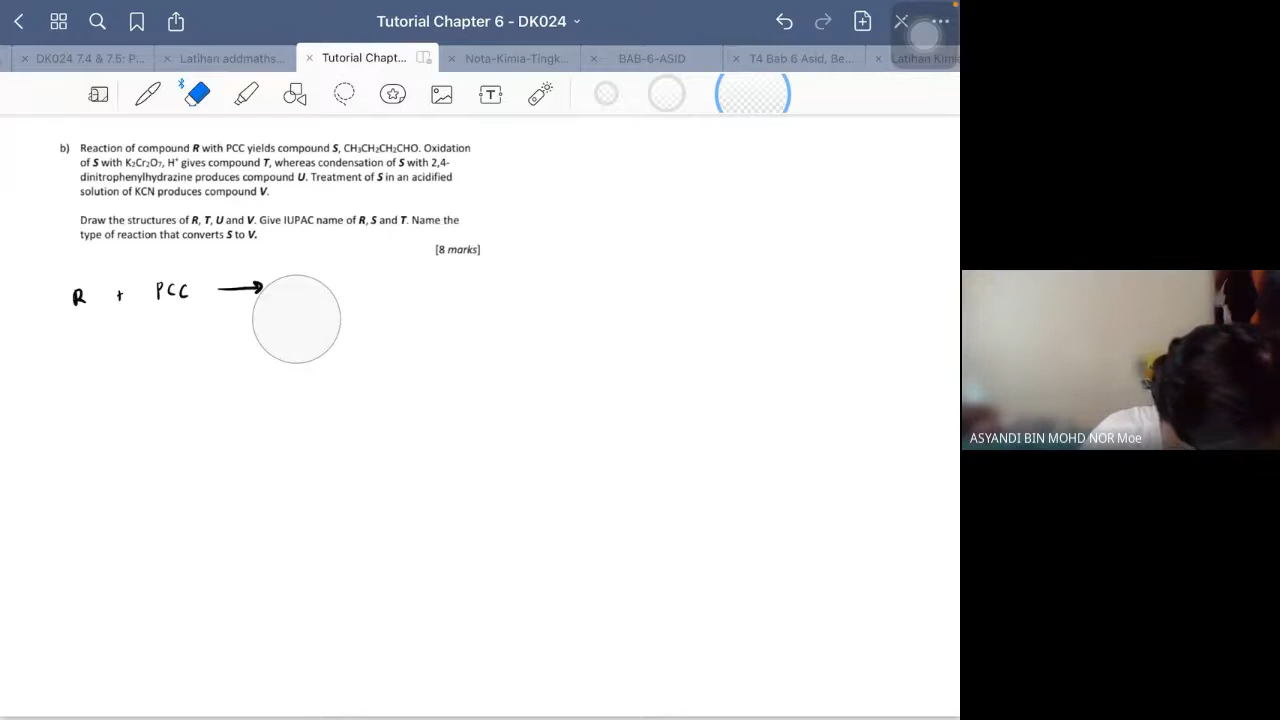 Tutorial Chapter 6 - DK024
DK024 7.4 & 7.5: P...
Latihan addmaths...
Tutorial Chapt...
Nota-Kimia-Tingk...
BAB-6-ASID
T4 Bab 6 Asid, Be...
Latihan Kimi
b) Reaction of compound R with PCC yields compound S, CH₃CH₂CH₂CHO. Oxidation
of S with K₂Cr₂O₇, H⁺ gives compound T, whereas condensation of S with 2,4-
dinitrophenylhydrazine produces compound U. Treatment of S in an acidified
solution of KCN produces compound V.
Draw the structures of R, T, U and V. Give IUPAC name of R, S and T. Name the
type of reaction that converts S to V.
[8 marks]
R + PCC →
ASYANDI BIN MOHD NOR Moe